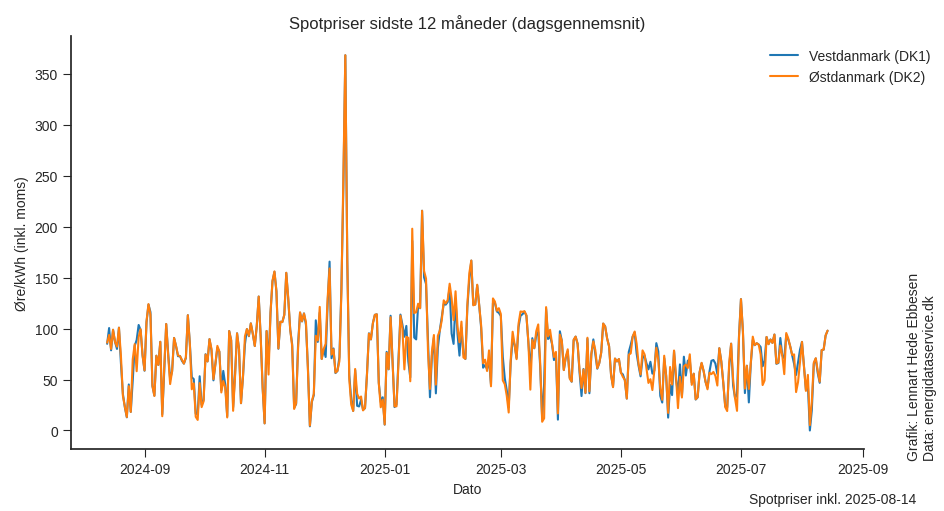 Spotpriser sidste 12 måneder (dagsgennemsnit)
Vestdanmark (DK1)
Østdanmark (DK2)
Øre/kWh (inkl. moms)
350
300
250
200
150
100
50
0
2024-09
2024-11
2025-01
2025-03
2025-05
2025-07
2025-09
Dato
Grafik: Lennart Hede Ebbesen
Data: energidataservice.dk
Spotpriser inkl. 2025-08-14